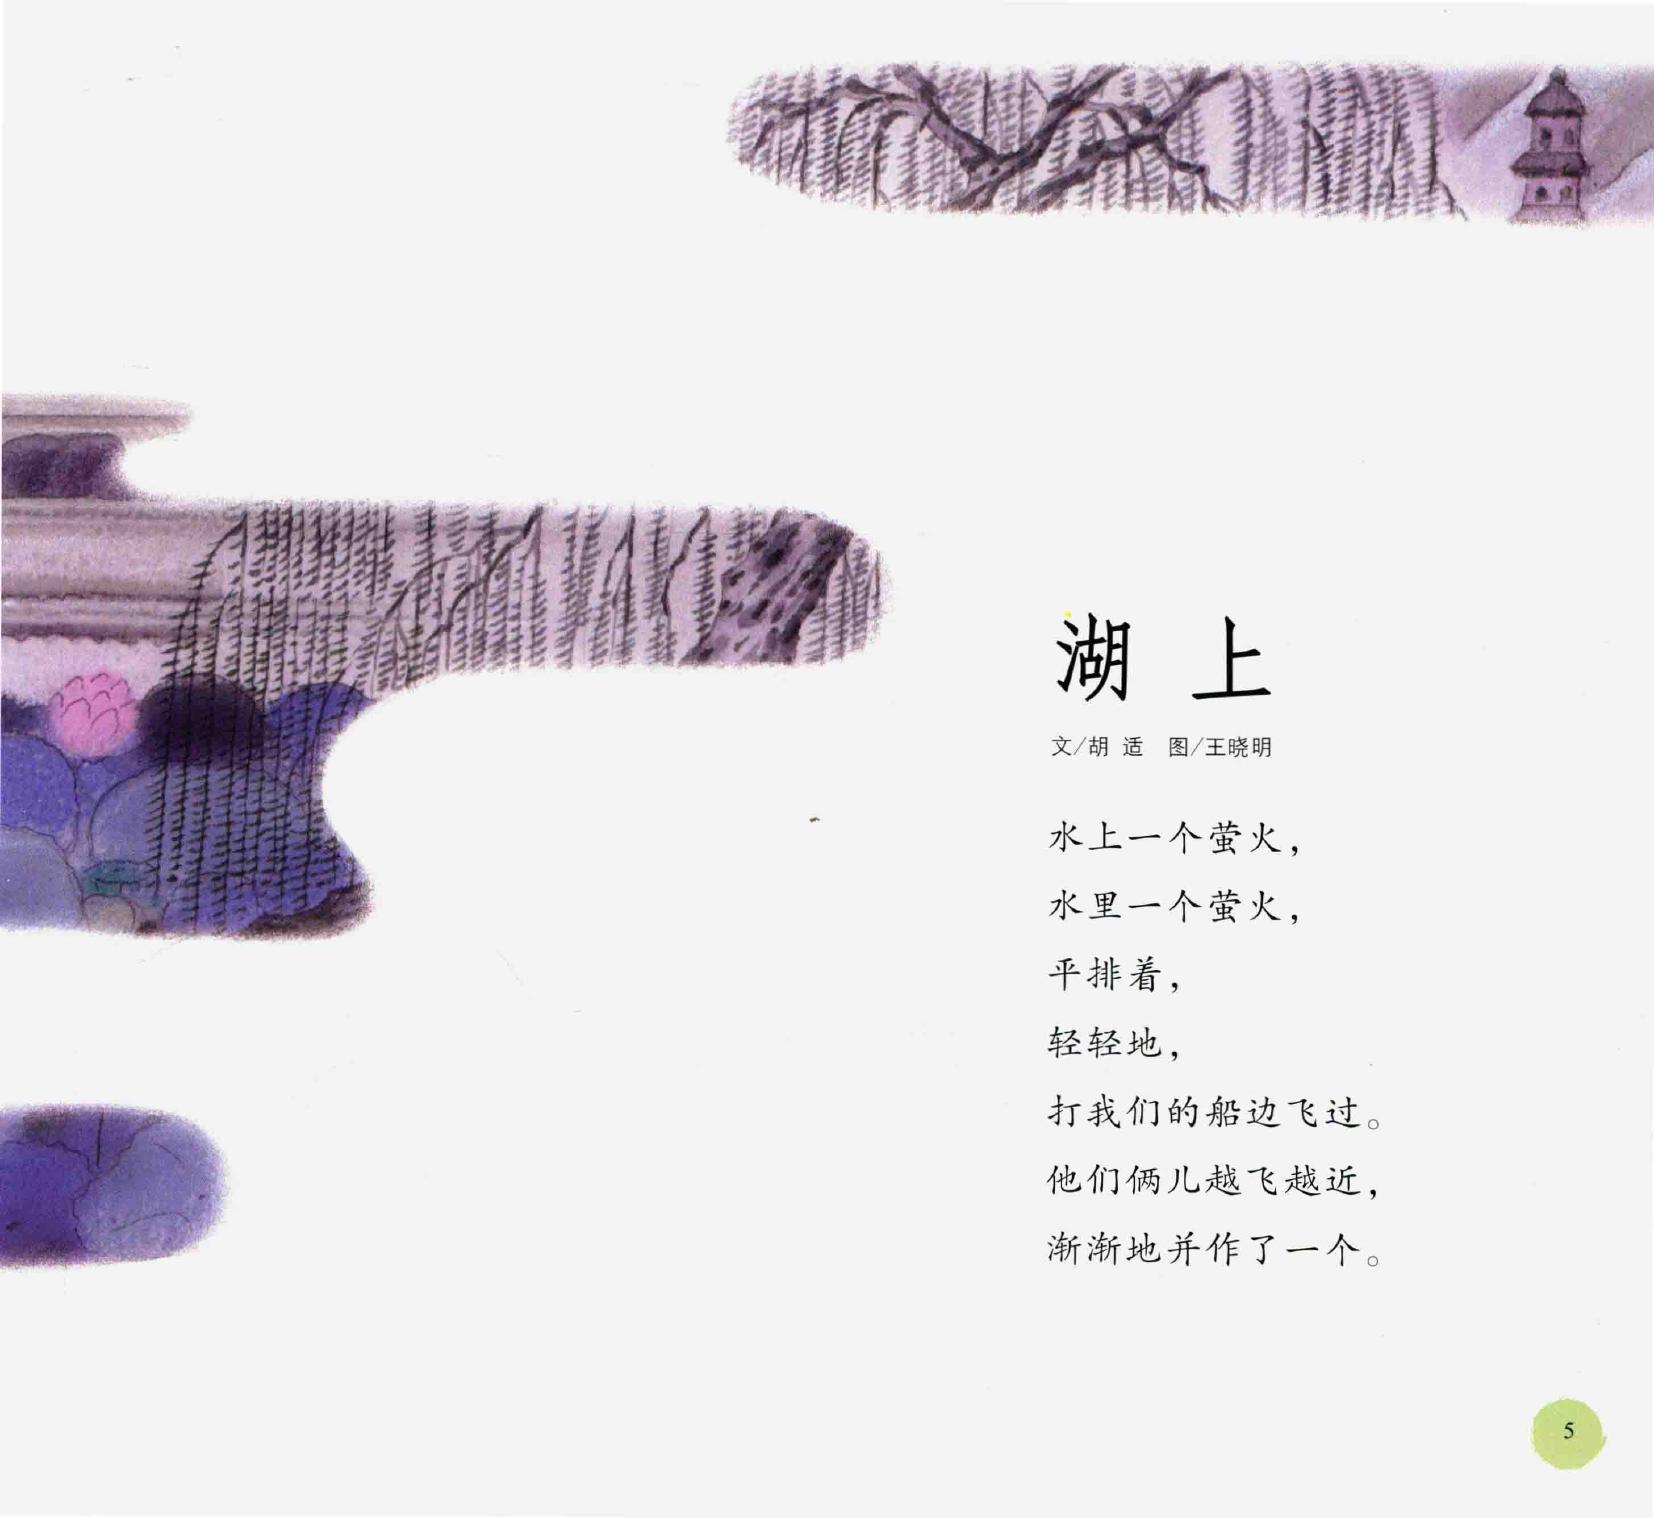 湖 上
文/胡 适 图/王晓明
水上一个萤火，
水里一个萤火，
平排着，
轻轻地，
打我们的船边飞过。
他们俩儿越飞越近，
渐渐地并作了一个。
5